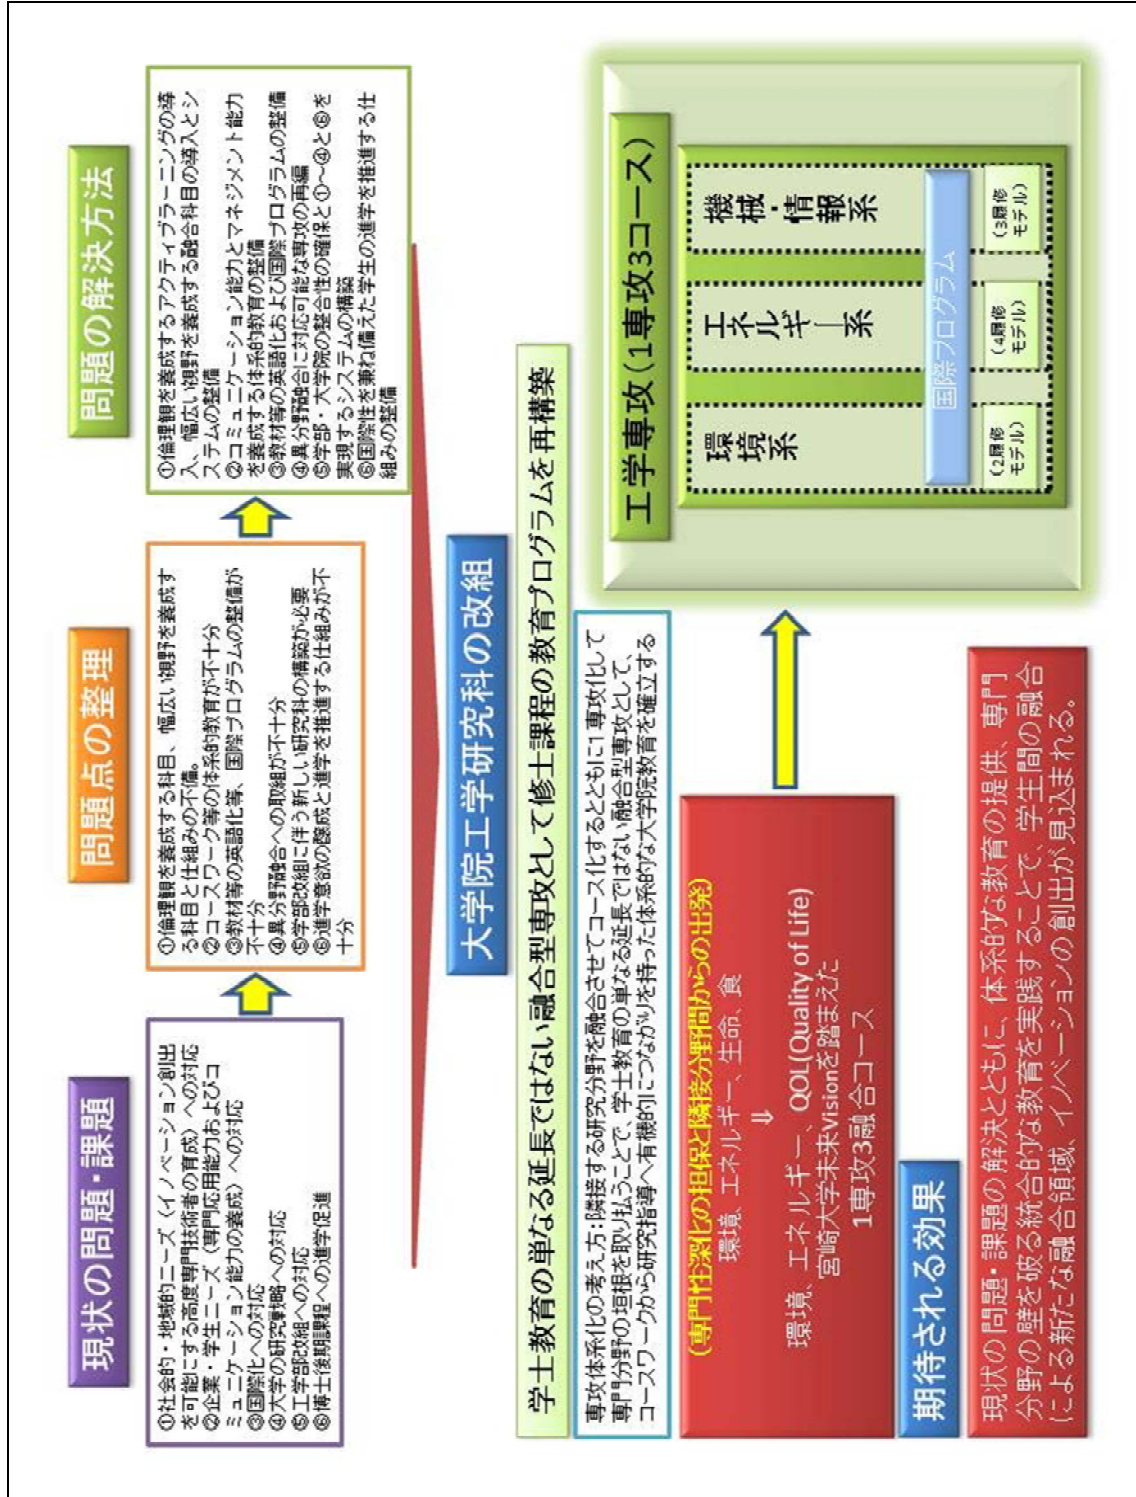 現状の問題・課題
①社会的・地域的ニーズ（イノベーション創出
を可能にする高度専門技術者の育成）への対応
②企業・学生ニーズ（専門応用能力およびコ
ミュニケーション能力の養成）への対応
③国際化への対応
④大学の研究戦略への対応
⑤工学部改組への対応
⑥博士後期課程への進学促進
問題点の整理
①倫理観を養成する科目、幅広い視野を養成す
る科目と仕組みの不備。
②コースワーク等の体系的教育が不十分
③教材等の英語化等、国際プログラムの整備が
不十分
④異分野融合への取組が不十分
⑤学部改組に伴う新しい研究科の構築が必要
⑥進学意欲の醸成と進学を推進する仕組みが不
十分
問題の解決方法
①倫理観を養成するアクティブラーニングの導
入、幅広い視野を養成する融合科目の導入とシ
ステムの整備
②コミュニケーション能力とマネジメント能力
を養成する体系的教育の整備
③教材等の英語化および国際プログラムの整備
④異分野融合に対応可能な専攻の再編
⑤学部・大学院の整合性の確保と①～④と⑥を
実現するシステムの構築
⑥国際性を兼ね備えた学生の進学を推進する仕
組みの整備
大学院工学研究科の改組
学士教育の単なる延長ではない融合型専攻として修士課程の教育プログラムを再構築
専攻体系化の考え方：隣接する研究分野を融合させてコース化するとともに1専攻化して
専門分野の垣根を取り払うことで、学士教育の単なる延長ではない融合型専攻として、
コースワークから研究指導へ有機的につながりを持った体系的な大学院教育を確立する
(専門性深化の担保と隣接分野間からの出発)
環境、エネルギー、生命、食
⇓
環境、エネルギー、QOL(Quality of Life)
宮崎大学未来Visionを踏まえた
1専攻3融合コース
工学専攻(1専攻3コース)
環境系
エネルギー系
機械・情報系
国際プログラム
（2履修
モデル）
（4履修
モデル）
（3履修
モデル）
期待される効果
現状の問題・課題の解決とともに、体系的な教育の提供、専門
分野の壁を破る統合的な教育を実践することで、学生間の融合
による新たな融合領域、イノベーションの創出が見込まれる。